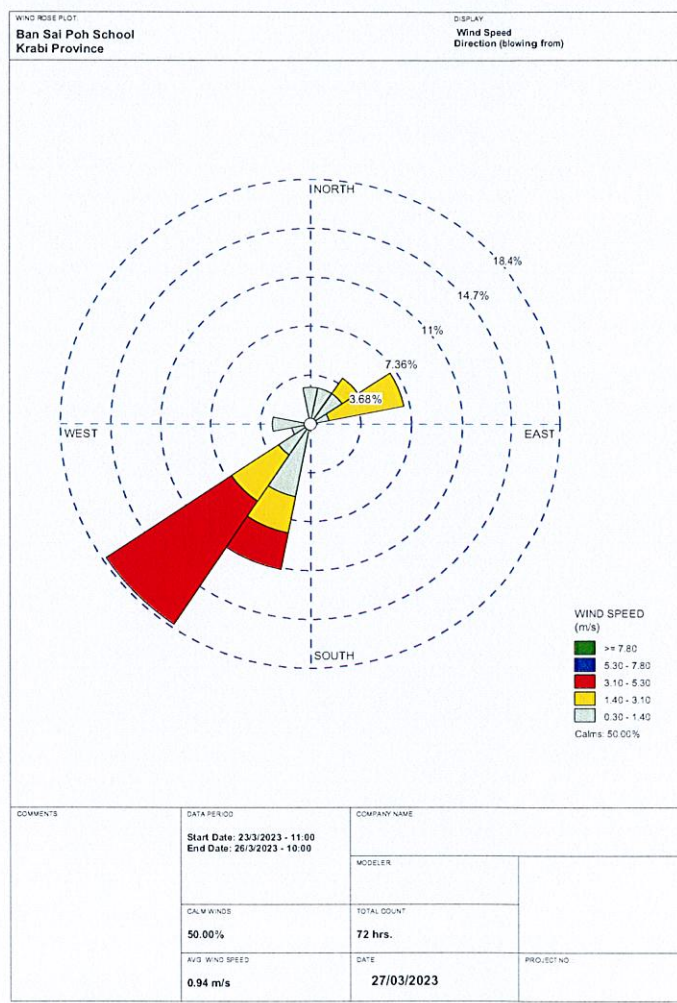 WIND ROSE PLOT:
Ban Sai Poh School
Krabi Province
DISPLAY
Wind Speed
Direction (blowing from)
NORTH
18.4%
14.7%
11%
7.36%
3.68%
WEST
EAST
SOUTH
WIND SPEED
(m/s)
>= 7.80
5.30 - 7.80
3.10 - 5.30
1.40 - 3.10
0.30 - 1.40
Calms: 50.00%
COMMENTS
DATA PERIOD
Start Date: 23/3/2023 - 11:00
End Date: 26/3/2023 - 10:00
COMPANY NAME
MODELER
CALM WINDS
50.00%
TOTAL COUNT
72 hrs.
AVG. WIND SPEED
0.94 m/s
DATE
27/03/2023
PROJECT NO.